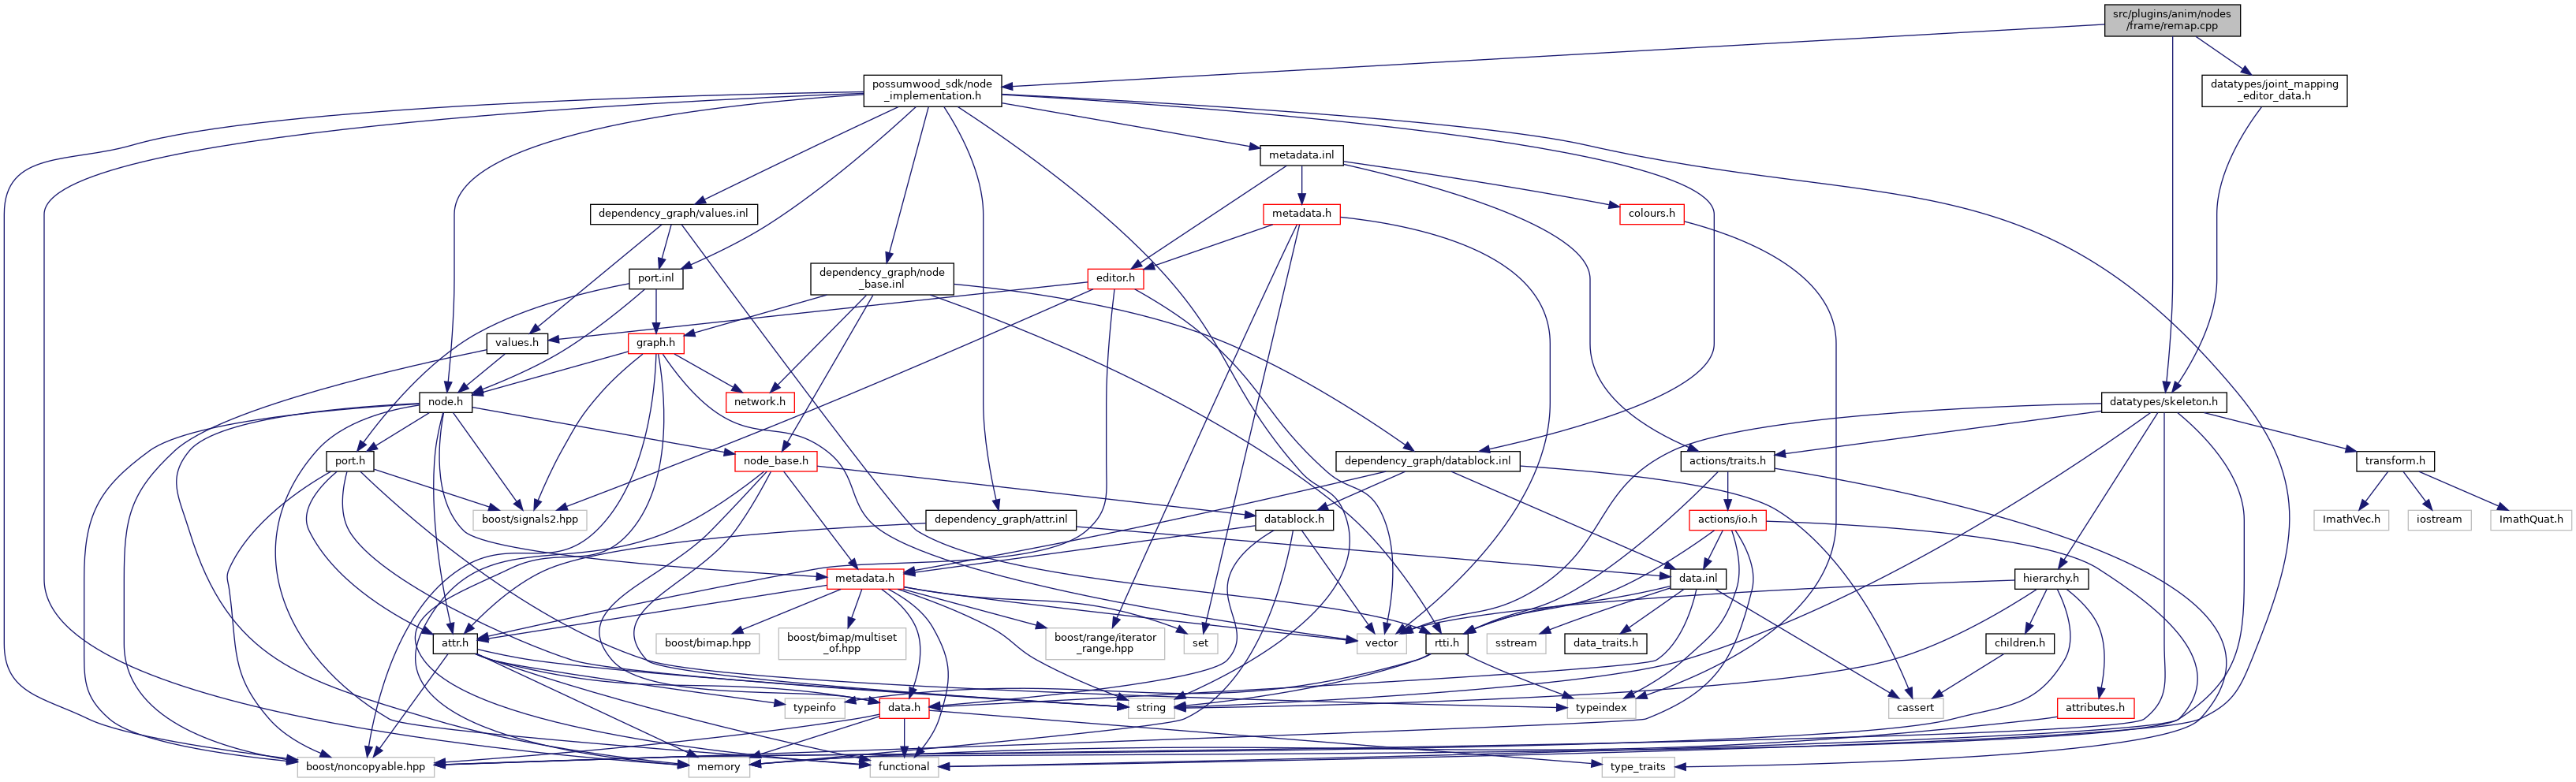 src/plugins/anim/nodes
/frame/remap.cpp
possumwood_sdk/node
_implementation.h
datatypes/joint_mapping
_editor_data.h
metadata.inl
dependency_graph/values.inl
metadata.h
colours.h
port.inl
dependency_graph/node
_base.inl
editor.h
values.h
graph.h
node.h
network.h
datatypes/skeleton.h
port.h
node_base.h
dependency_graph/datablock.inl
actions/traits.h
transform.h
boost/signals2.hpp
dependency_graph/attr.inl
datablock.h
actions/io.h
ImathVec.h
iostream
ImathQuat.h
metadata.h
data.inl
hierarchy.h
attr.h
boost/bimap.hpp
boost/bimap/multiset
_of.hpp
boost/range/iterator
_range.hpp
set
vector
rtti.h
sstream
data_traits.h
children.h
typeinfo
data.h
string
typeindex
cassert
attributes.h
boost/noncopyable.hpp
memory
functional
type_traits